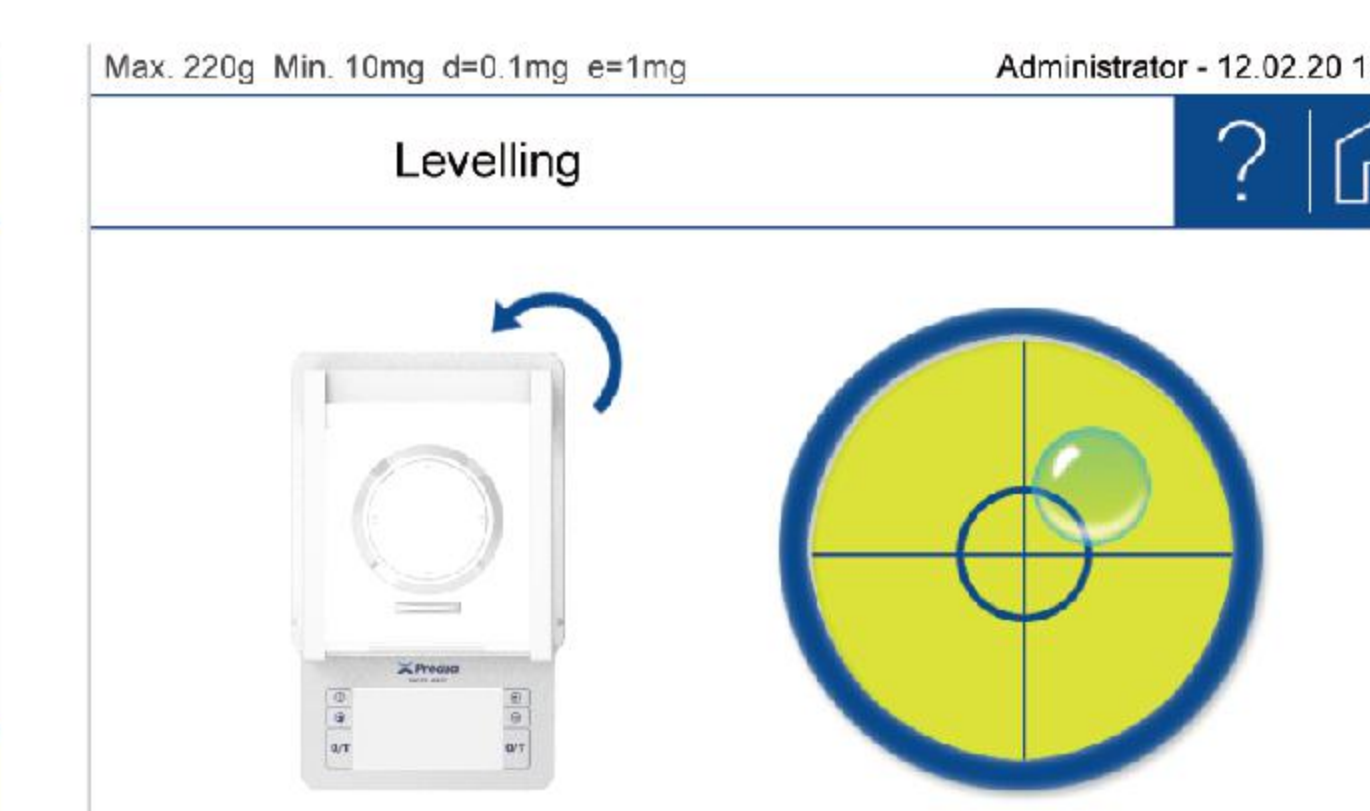 Max. 220g Min. 10mg d=0.1mg e=1mg
Administrator - 12.02.20 1
Levelling
?
Precisa
0/T
0/T